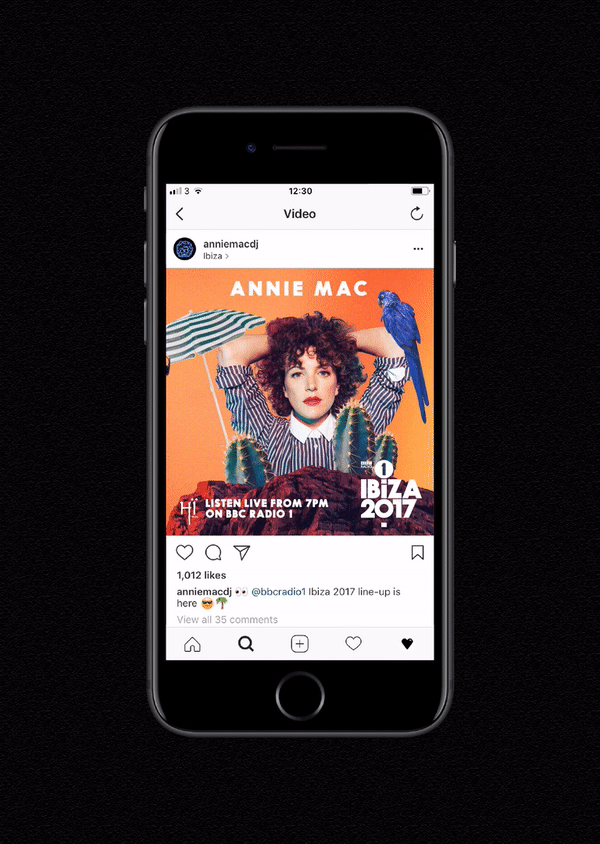 3
12:30
Video
anniemacdj
Ibiza >
ANNIE MAC
BBC
1
IBIZA
2017
Hï
LISTEN LIVE FROM 7PM
ON BBC RADIO 1
1,012 likes
anniemacdj 👀 @bbcradio1 Ibiza 2017 line-up is
here 😎🌴
View all 35 comments